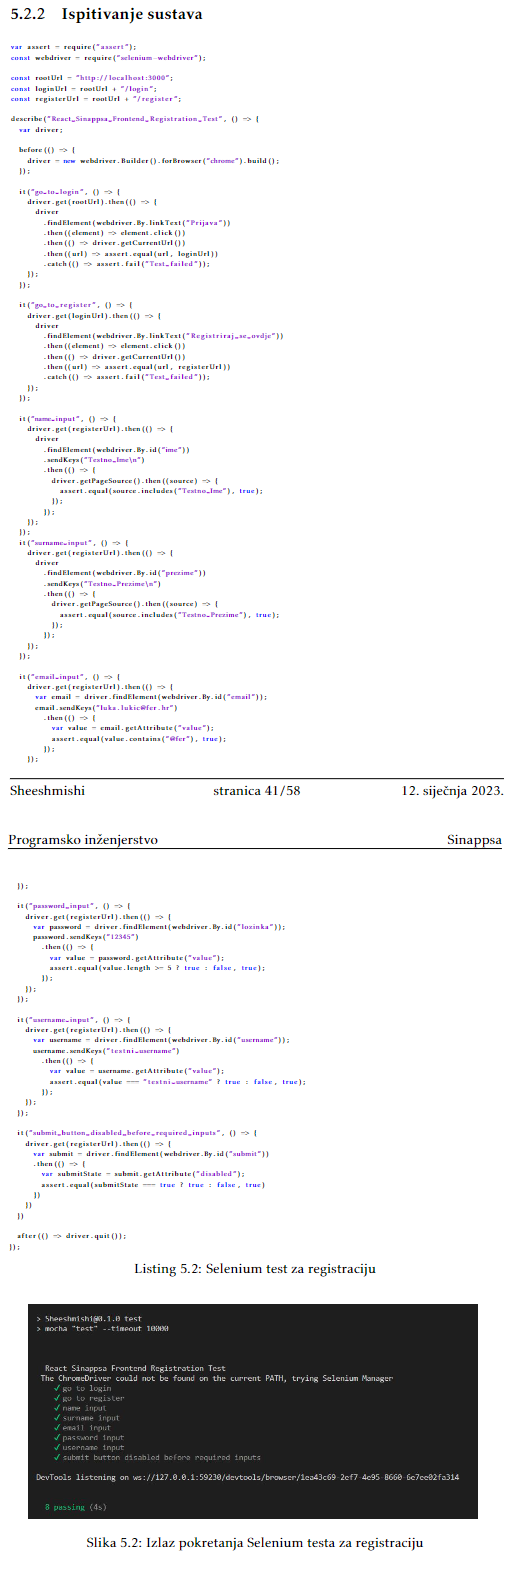 5.2.2 Ispitivanje sustava
var assert = require("assert");
const webdriver = require("selenium-webdriver");
const rootUrl = "http://localhost:3000";
const loginUrl = rootUrl + "/login";
const registerUrl = rootUrl + "/register";
describe("React_Sinappsa_Frontend_Registration_Test", () => {
var driver;
before(() => {
driver = new webdriver.Builder().forBrowser("chrome").build();
});
it("go_to_login", () => {
driver.get(rootUrl).then(() => {
driver
.findElement(webdriver.By.linkText("Prijava"))
.then((element) => element.click())
.then(() => driver.getCurrentUrl())
.then((url) => assert.equal(url, loginUrl))
.catch(() => assert.fail("Test_failed"));
});
});
it("go_to_register", () => {
driver.get(loginUrl).then(() => {
driver
.findElement(webdriver.By.linkText("Registriraj_se_ovdje"))
.then((element) => element.click())
.then(() => driver.getCurrentUrl())
.then((url) => assert.equal(url, registerUrl))
.catch(() => assert.fail("Test_failed"));
});
});
it("name_input", () => {
driver.get(registerUrl).then(() => {
driver
.findElement(webdriver.By.id("ime"))
.sendKeys("Testno_Ime\n")
.then(() => {
driver.getPageSource().then((source) => {
assert.equal(source.includes("Testno_Ime"), true);
});
});
});
});
it("surname_input", () => {
driver.get(registerUrl).then(() => {
driver
.findElement(webdriver.By.id("prezime"))
.sendKeys("Testno_Prezime\n")
.then(() => {
driver.getPageSource().then((source) => {
assert.equal(source.includes("Testno_Prezime"), true);
});
});
});
});
it("email_input", () => {
driver.get(registerUrl).then(() => {
var email = driver.findElement(webdriver.By.id("email"));
email.sendKeys("luka.lukic@fer.hr")
.then(() => {
var value = email.getAttribute("value");
assert.equal(value.contains("@fer"), true);
});
});
Sheeshmishi stranica 41/58 12. siječnja 2023.
Programsko inženjerstvo Sinappsa
});
it("password_input", () => {
driver.get(registerUrl).then(() => {
var password = driver.findElement(webdriver.By.id("lozinka"));
password.sendKeys("12345")
.then(() => {
var value = password.getAttribute("value");
assert.equal(value.length >= 5 ? true : false, true);
});
});
});
it("username_input", () => {
driver.get(registerUrl).then(() => {
var username = driver.findElement(webdriver.By.id("username"));
username.sendKeys("testni_username")
.then(() => {
var value = username.getAttribute("value");
assert.equal(value === "testni_username" ? true : false, true);
});
});
});
it("submit_button_disabled_before_required_inputs", () => {
driver.get(registerUrl).then(() => {
var submit = driver.findElement(webdriver.By.id("submit"))
.then(() => {
var submitState = submit.getAttribute("disabled");
assert.equal(submitState === true ? true : false, true)
})
})
})
after(() => driver.quit());
});
Listing 5.2: Selenium test za registraciju
> Sheeshmishi@0.1.0 test
> mocha "test" --timeout 10000
React Sinappsa Frontend Registration Test
The ChromeDriver could not be found on the current PATH, trying Selenium Manager
✓ go to login
✓ go to register
✓ name input
✓ surname input
✓ email input
✓ password input
✓ username input
✓ submit button disabled before required inputs
DevTools listening on ws://127.0.0.1:59230/devtools/browser/1ea43c69-2ef7-4e95-8660-6e7ee02fa314
8 passing (4s)
Slika 5.2: Izlaz pokretanja Selenium testa za registraciju